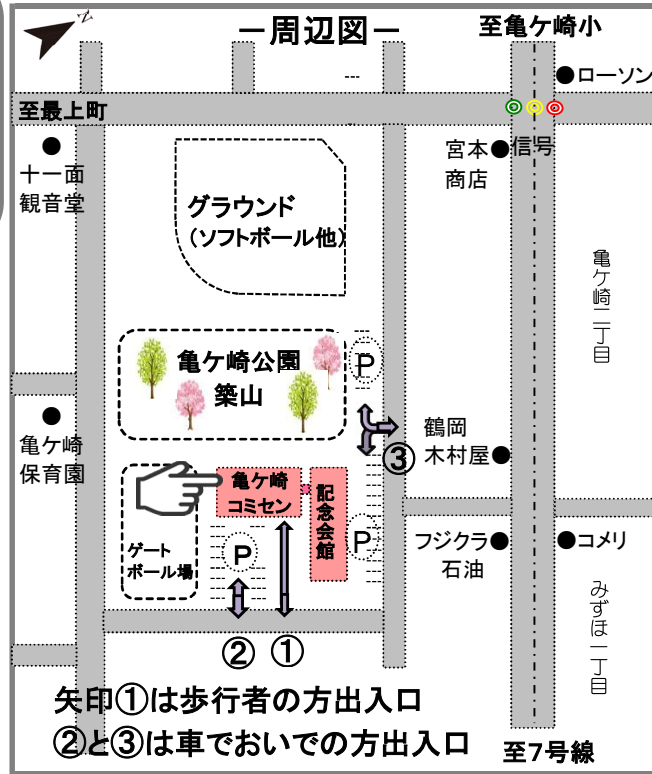 N
－周辺図－
至亀ケ崎小
●ローソン
至最上町
●
十一面
観音堂
宮本●
商店
信号
グラウンド
（ソフトボール他）
亀ケ崎二丁目
亀ケ崎公園
築山
P
●
亀ケ崎
保育園
③
鶴岡
木村屋●
亀ケ崎
コミセン
記念会館
ゲート
ボール場
P
P
フジクラ●
石油
●コメリ
みずほ一丁目
② ①
矢印①は歩行者の方出入口
②と③は車でおいでの方出入口
至7号線